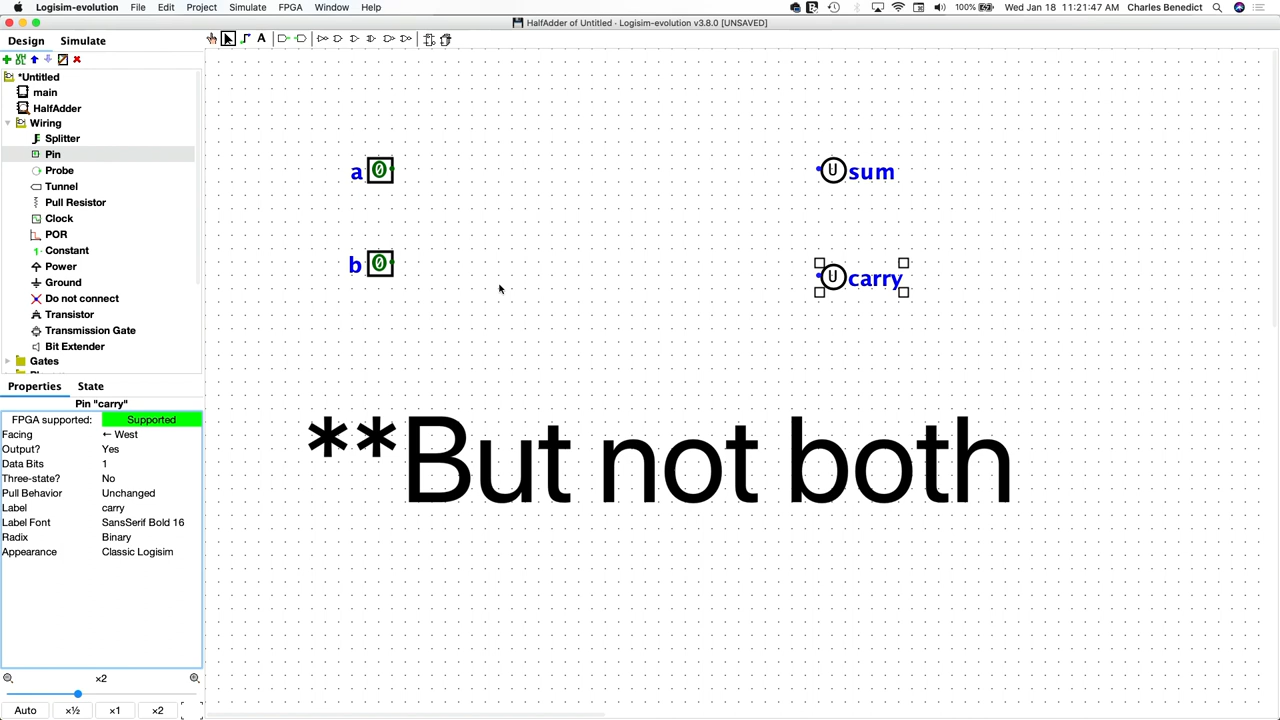 Logisim-evolution File Edit Project Simulate FPGA Window Help
100% Wed Jan 18 11:21:47 AM Charles Benedict
HalfAdder of Untitled · Logisim-evolution v3.8.0 [UNSAVED]
Design Simulate
A
*Untitled
main
HalfAdder
Wiring
Splitter
Pin
Probe
Tunnel
Pull Resistor
Clock
POR
Constant
Power
Ground
Do not connect
Transistor
Transmission Gate
Bit Extender
Gates
a 0
U sum
b 0
U carry
**But not both
Properties State
Pin "carry"
FPGA supported: Supported
Facing ← West
Output? Yes
Data Bits 1
Three-state? No
Pull Behavior Unchanged
Label carry
Label Font SansSerif Bold 16
Radix Binary
Appearance Classic Logisim
×2
Auto ×½ ×1 ×2